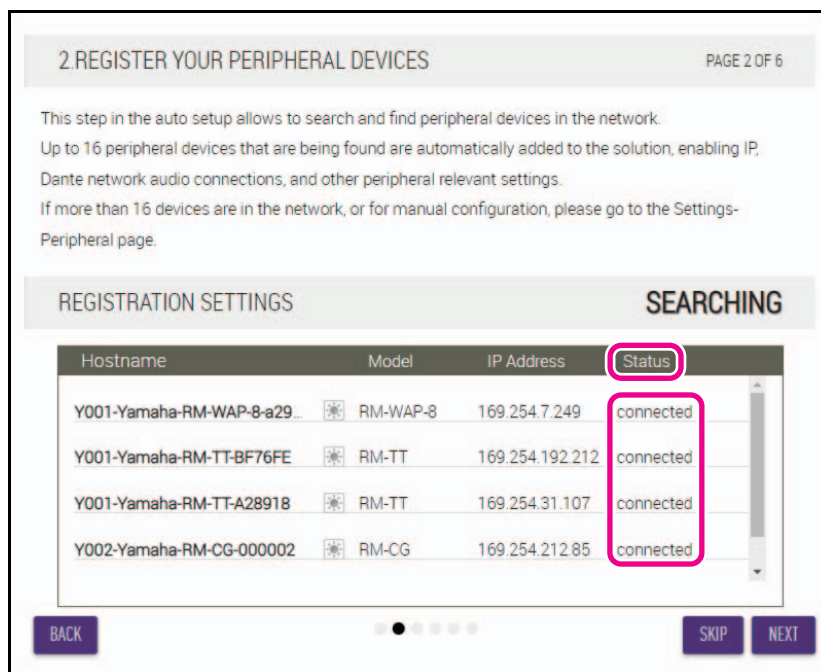 2.REGISTER YOUR PERIPHERAL DEVICES PAGE 2 OF 6
This step in the auto setup allows to search and find peripheral devices in the network.
Up to 16 peripheral devices that are being found are automatically added to the solution, enabling IP,
Dante network audio connections, and other peripheral relevant settings.
If more than 16 devices are in the network, or for manual configuration, please go to the Settings-
Peripheral page.
REGISTRATION SETTINGS SEARCHING
Hostname Model IP Address Status
Y001-Yamaha-RM-WAP-8-a29... RM-WAP-8 169.254.7.249 connected
Y001-Yamaha-RM-TT-BF76FE RM-TT 169.254.192.212 connected
Y001-Yamaha-RM-TT-A28918 RM-TT 169.254.31.107 connected
Y002-Yamaha-RM-CG-000002 RM-CG 169.254.212.85 connected
BACK SKIP NEXT